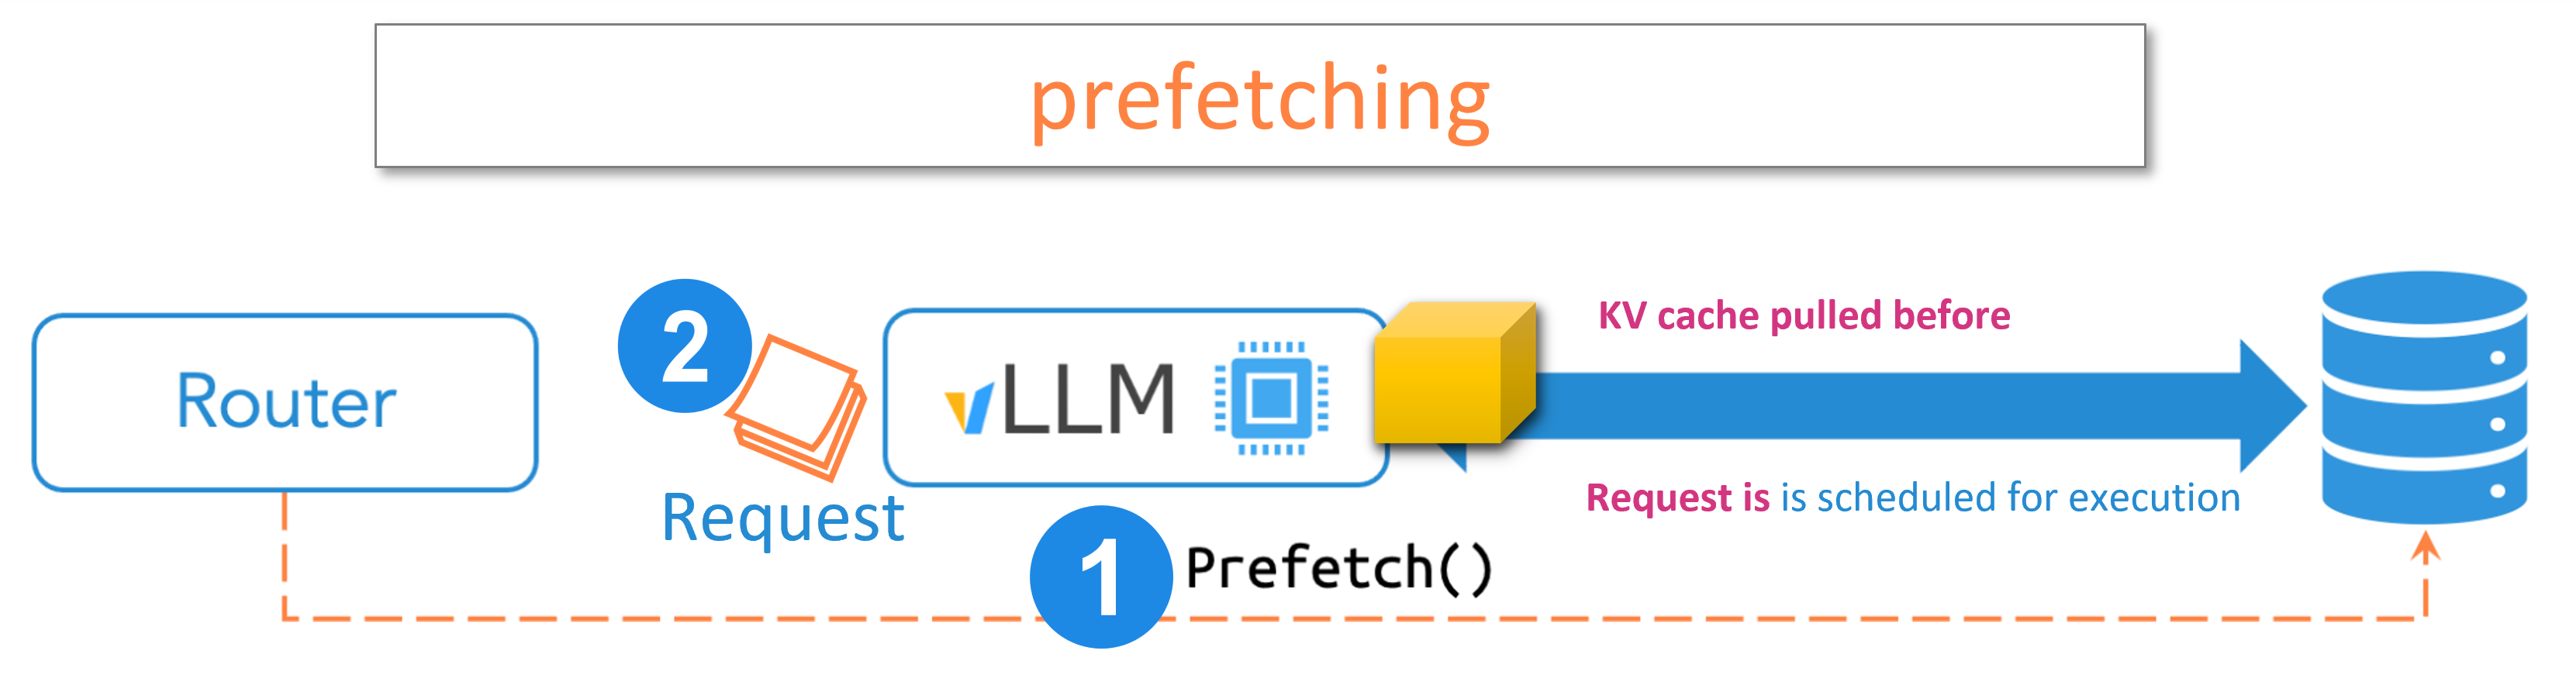 prefetching
Router
2
Request
vLLM
KV cache pulled before
Request is is scheduled for execution
1
Prefetch()